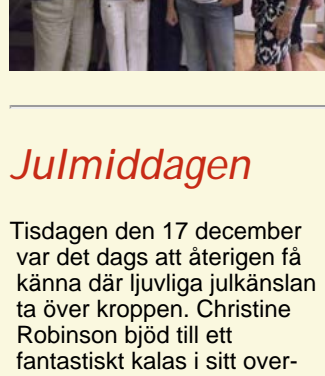 Julmiddagen
Tisdagen den 17 december
var det dags att återigen få
känna där ljuvliga julkänslan
ta över kroppen. Christine
Robinson bjöd till ett
fantastiskt kalas i sitt over-